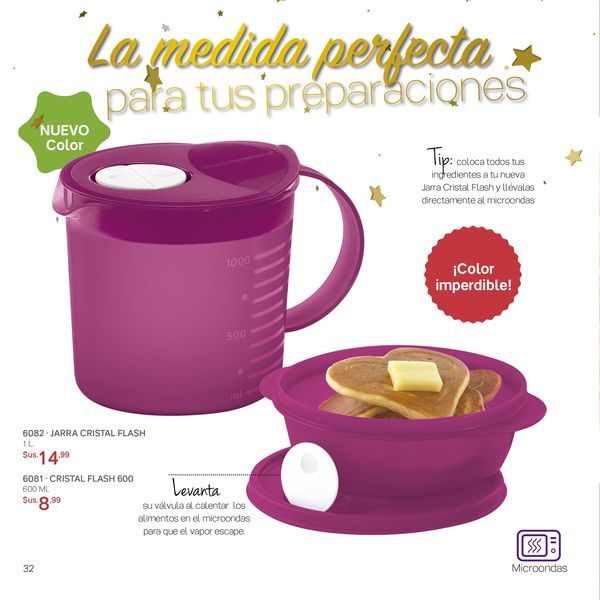 La medida perfecta
para tus preparaciones
NUEVO
Color
Tip: coloca todos tus
ingredientes a tu nueva
Jarra Cristal Flash y llévalas
directamente al microondas
¡Color
imperdible!
1000
500
ml
6082 · JARRA CRISTAL FLASH
1 L.
$us.14,99
6081 · CRISTAL FLASH 600
600 ML
$us.8,99
Levanta
su válvula al calentar los
alimentos en el microondas
para que el vapor escape.
32
Microondas